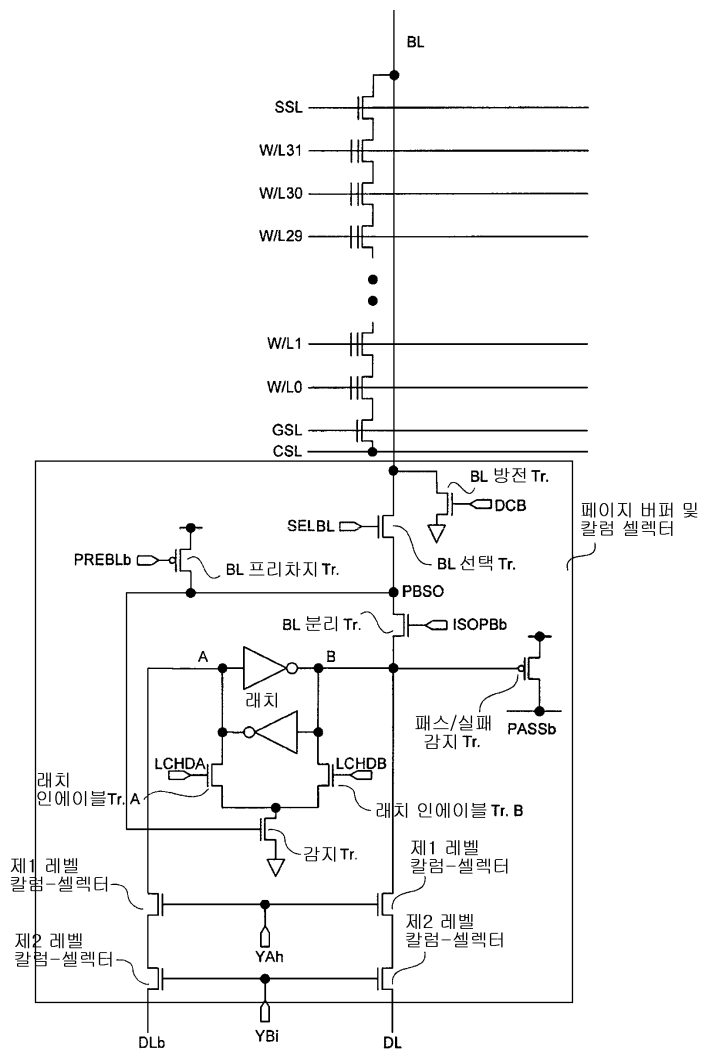 BL
SSL
W/L31
W/L30
W/L29
W/L1
W/L0
GSL
CSL
BL 방전 Tr.
DCB
페이지 버퍼 및
칼럼 셀렉터
SELBL
BL 선택 Tr.
PREBLb
BL 프리차지 Tr.
PBSO
BL 분리 Tr.
ISOPBb
A
B
래치
패스/실패
감지 Tr.
PASSb
LCHDA
LCHDB
래치
인에이블Tr. A
래치 인에이블 Tr. B
감지Tr.
제1 레벨
칼럼-셀렉터
제1 레벨
칼럼-셀렉터
YAh
제2 레벨
칼럼-셀렉터
제2 레벨
칼럼-셀렉터
YBi
DLb
DL